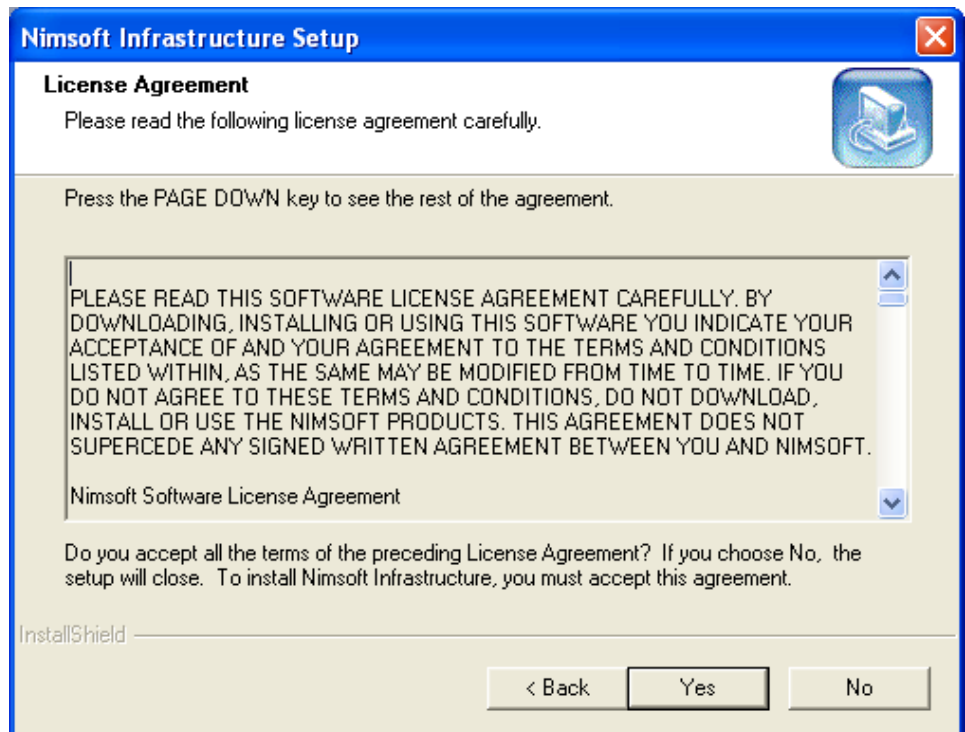 Nimsoft Infrastructure Setup
License Agreement
Please read the following license agreement carefully.
Press the PAGE DOWN key to see the rest of the agreement.
PLEASE READ THIS SOFTWARE LICENSE AGREEMENT CAREFULLY. BY
DOWNLOADING, INSTALLING OR USING THIS SOFTWARE YOU INDICATE YOUR
ACCEPTANCE OF AND YOUR AGREEMENT TO THE TERMS AND CONDITIONS
LISTED WITHIN, AS THE SAME MAY BE MODIFIED FROM TIME TO TIME. IF YOU
DO NOT AGREE TO THESE TERMS AND CONDITIONS, DO NOT DOWNLOAD,
INSTALL OR USE THE NIMSOFT PRODUCTS. THIS AGREEMENT DOES NOT
SUPERCEDE ANY SIGNED WRITTEN AGREEMENT BETWEEN YOU AND NIMSOFT.
Nimsoft Software License Agreement
Do you accept all the terms of the preceding License Agreement?  If you choose No,  the
setup will close.  To install Nimsoft Infrastructure, you must accept this agreement.
InstallShield
< Back
Yes
No